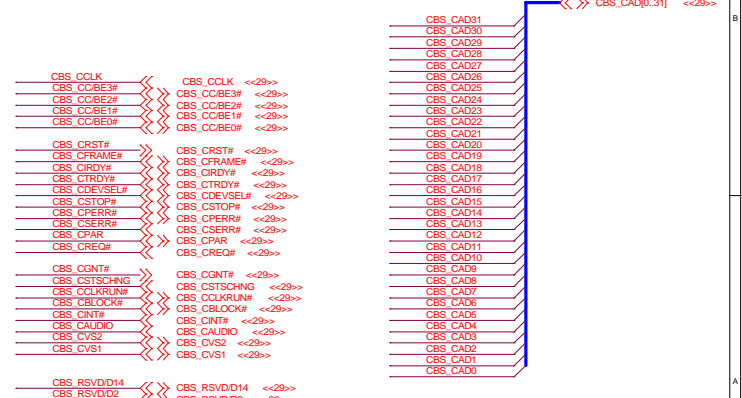 CBS_CAD[0..31] <<29>>
B
CBS_CAD31
CBS_CAD30
CBS_CAD29
CBS_CAD28
CBS_CAD27
CBS_CAD26
CBS_CAD25
CBS_CAD24
CBS_CAD23
CBS_CAD22
CBS_CAD21
CBS_CAD20
CBS_CAD19
CBS_CAD18
CBS_CAD17
CBS_CAD16
CBS_CAD15
CBS_CAD14
CBS_CAD13
CBS_CAD12
CBS_CAD11
CBS_CAD10
CBS_CAD9
CBS_CAD8
CBS_CAD7
CBS_CAD6
CBS_CAD5
CBS_CAD4
CBS_CAD3
CBS_CAD2
CBS_CAD1
CBS_CAD0
CBS_CCLK CBS_CCLK <<29>>
CBS_CC/BE3# CBS_CC/BE3# <<29>>
CBS_CC/BE2# CBS_CC/BE2# <<29>>
CBS_CC/BE1# CBS_CC/BE1# <<29>>
CBS_CC/BE0# CBS_CC/BE0# <<29>>
CBS_CRST# CBS_CRST# <<29>>
CBS_CFRAME# CBS_CFRAME# <<29>>
CBS_CIRDY# CBS_CIRDY# <<29>>
CBS_CTRDY# CBS_CTRDY# <<29>>
CBS_CDEVSEL# CBS_CDEVSEL# <<29>>
CBS_CSTOP# CBS_CSTOP# <<29>>
CBS_CPERR# CBS_CPERR# <<29>>
CBS_CSERR# CBS_CSERR# <<29>>
CBS_CPAR CBS_CPAR <<29>>
CBS_CREQ# CBS_CREQ# <<29>>
CBS_CGNT# CBS_CGNT# <<29>>
CBS_CSTSCHNG CBS_CSTSCHNG <<29>>
CBS_CCLKRUN# CBS_CCLKRUN# <<29>>
CBS_CBLOCK# CBS_CBLOCK# <<29>>
CBS_CINT# CBS_CINT# <<29>>
CBS_CAUDIO CBS_CAUDIO <<29>>
CBS_CVS2 CBS_CVS2 <<29>>
CBS_CVS1 CBS_CVS1 <<29>>
CBS_RSVD/D14 CBS_RSVD/D14 <<29>>
CBS_RSVD/D2
A